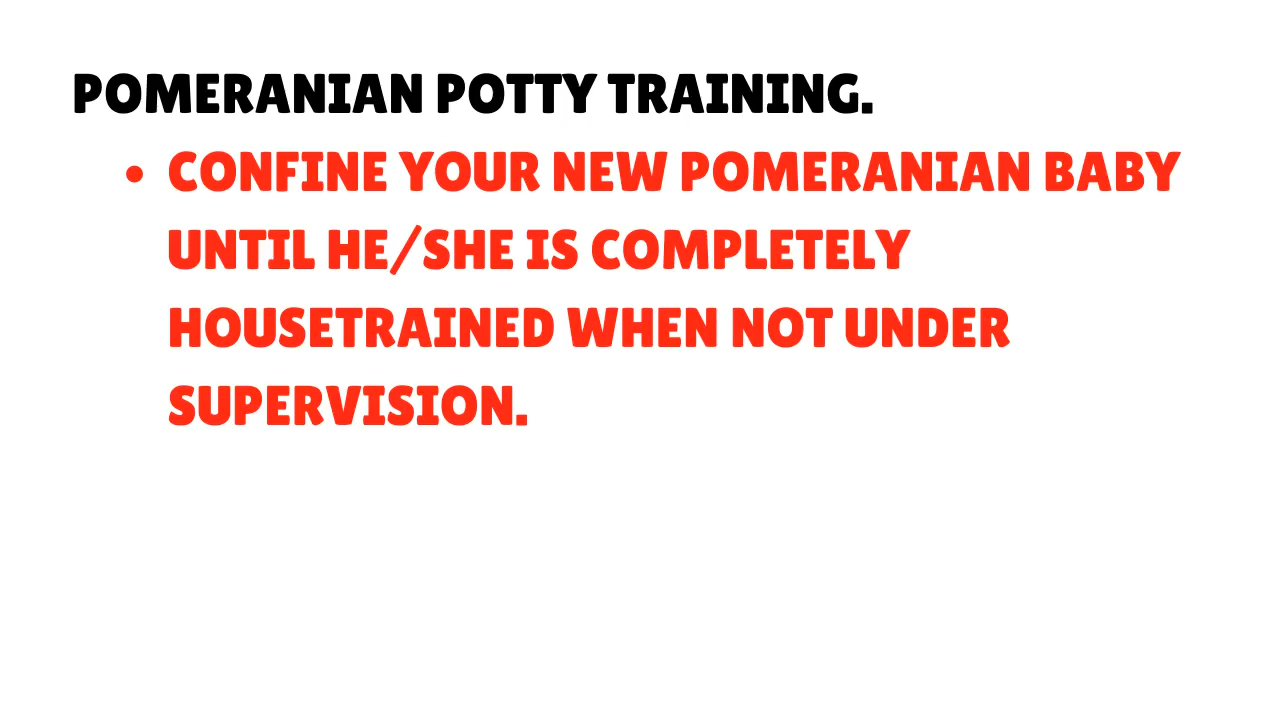 POMERANIAN POTTY TRAINING.
• CONFINE YOUR NEW POMERANIAN BABY
UNTIL HE/SHE IS COMPLETELY
HOUSETRAINED WHEN NOT UNDER
SUPERVISION.